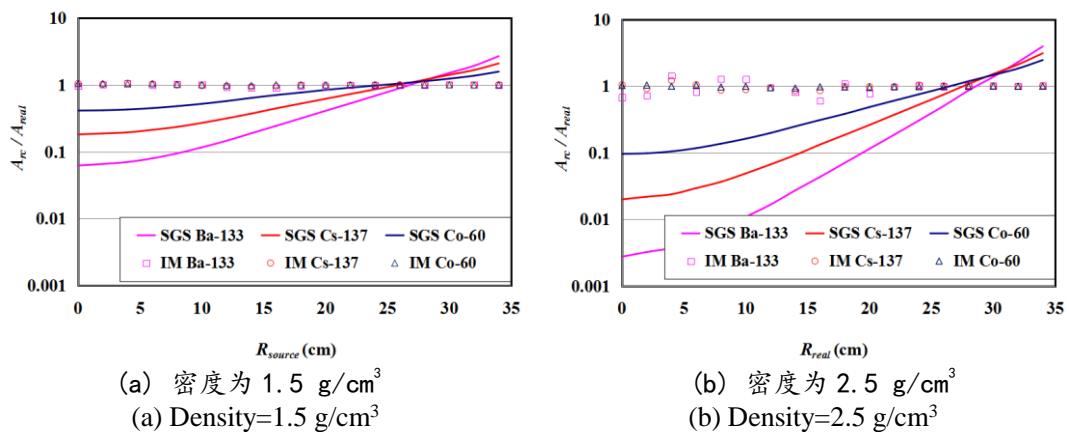 10
1
0.1
0.01
0.001
A_rc / A_real
SGS Ba-133 SGS Cs-137 SGS Co-60
IM Ba-133 IM Cs-137 IM Co-60
0 5 10 15 20 25 30 35
R_source (cm)
(a) 密度为 1.5 g/cm³
(a) Density=1.5 g/cm³
10
1
0.1
0.01
0.001
A_rc / A_real
SGS Ba-133 SGS Cs-137 SGS Co-60
IM Ba-133 IM Cs-137 IM Co-60
0 5 10 15 20 25 30 35
R_real (cm)
(b) 密度为 2.5 g/cm³
(b) Density=2.5 g/cm³